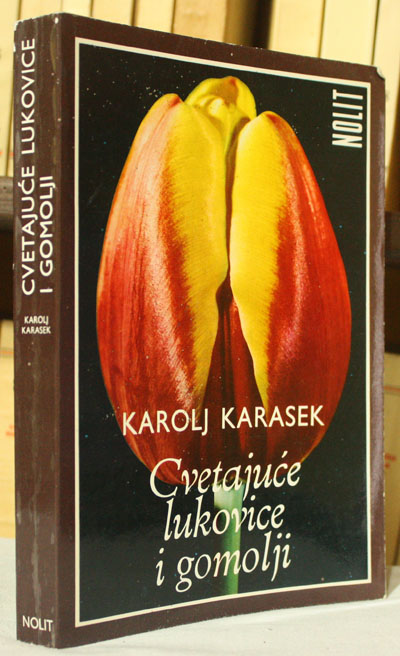 CVETAJUĆE LUKOVICE
I GOMOLJI
KAROLJ
KARASEK
NOLIT
NOLIT
KAROLJ KARASEK
Cvetajuće
lukovice
i gomolji